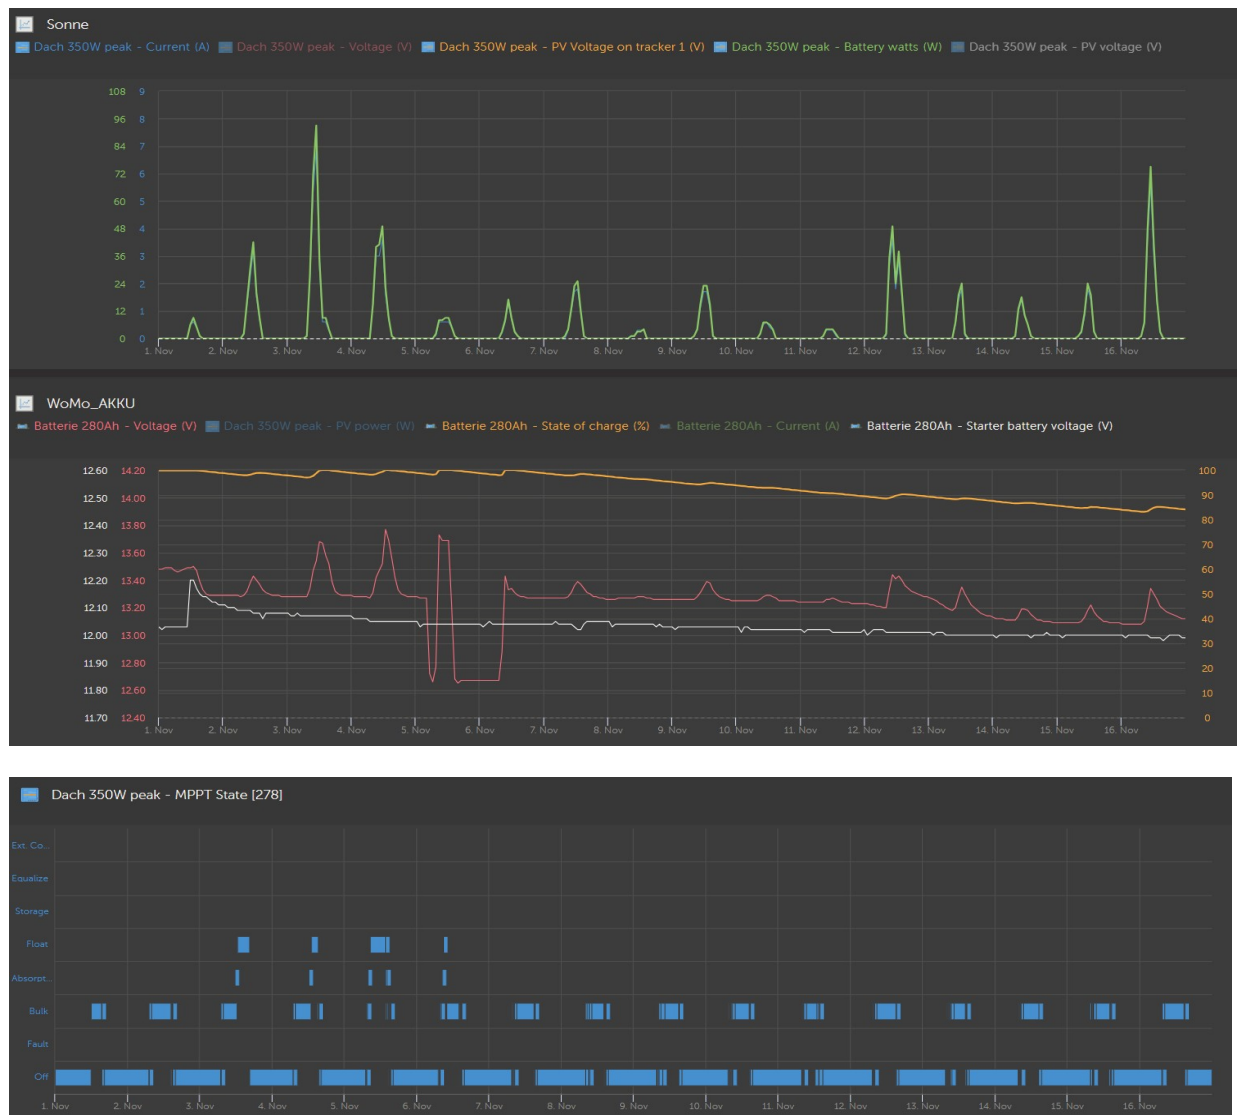 Sonne
Dach 350W peak - Current (A) Dach 350W peak - Voltage (V) Dach 350W peak - PV Voltage on tracker 1 (V) Dach 350W peak - Battery watts (W) Dach 350W peak - PV voltage (V)
108 9
96 8
84 7
72 6
60 5
48 4
36 3
24 2
12 1
0 0
1. Nov 2. Nov 3. Nov 4. Nov 5. Nov 6. Nov 7. Nov 8. Nov 9. Nov 10. Nov 11. Nov 12. Nov 13. Nov 14. Nov 15. Nov 16. Nov
WoMo_AKKU
Batterie 280Ah - Voltage (V) Dach 350W peak - PV power (W) Batterie 280Ah - State of charge (%) Batterie 280Ah - Current (A) Batterie 280Ah - Starter battery voltage (V)
12.60 14.20 100
12.50 14.00 90
12.40 13.80 80
12.30 13.60 70
12.20 13.40 60
12.10 13.20 50
12.00 13.00 40
11.90 12.80 30
11.80 12.60 20
10
11.70 12.40 0
1. Nov 2. Nov 3. Nov 4. Nov 5. Nov 6. Nov 7. Nov 8. Nov 9. Nov 10. Nov 11. Nov 12. Nov 13. Nov 14. Nov 15. Nov 16. Nov
Dach 350W peak - MPPT State [278]
Ext. Co...
Equalize
Storage
Float
Absorpt...
Bulk
Fault
Off
1. Nov 2. Nov 3. Nov 4. Nov 5. Nov 6. Nov 7. Nov 8. Nov 9. Nov 10. Nov 11. Nov 12. Nov 13. Nov 14. Nov 15. Nov 16. Nov